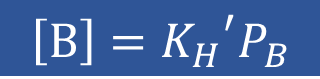 [B] = K_H′P_B